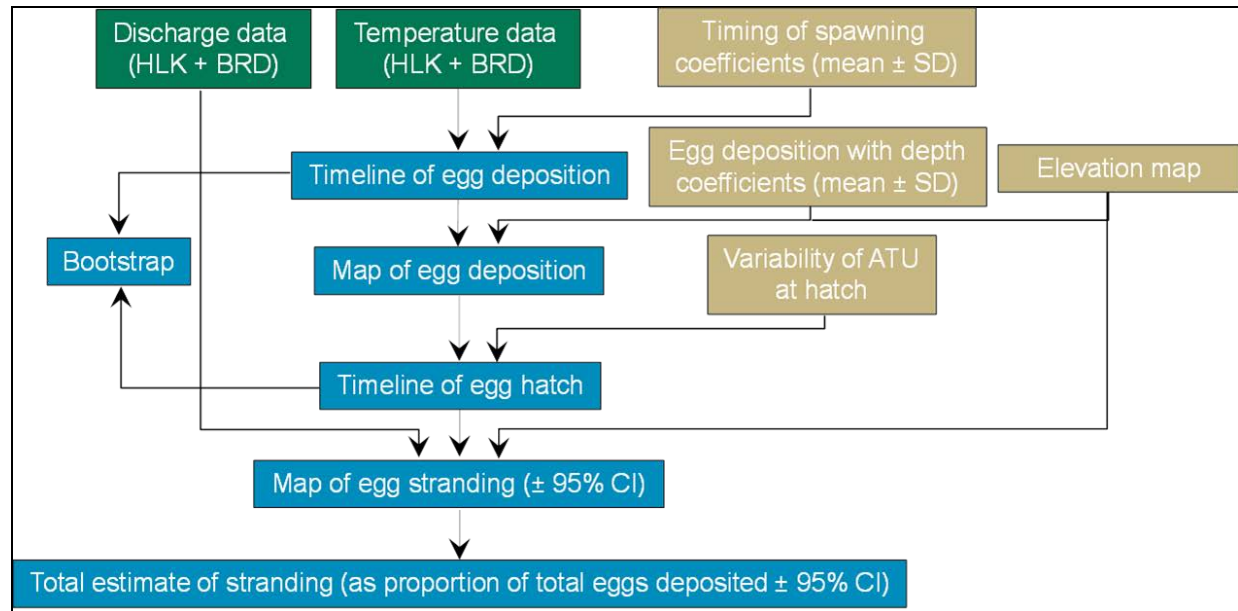 Discharge data
(HLK + BRD)
Temperature data
(HLK + BRD)
Timing of spawning
coefficients (mean ± SD)
Timeline of egg deposition
Egg deposition with depth
coefficients (mean ± SD)
Elevation map
Bootstrap
Map of egg deposition
Variability of ATU
at hatch
Timeline of egg hatch
Map of egg stranding (± 95% CI)
Total estimate of stranding (as proportion of total eggs deposited ± 95% CI)